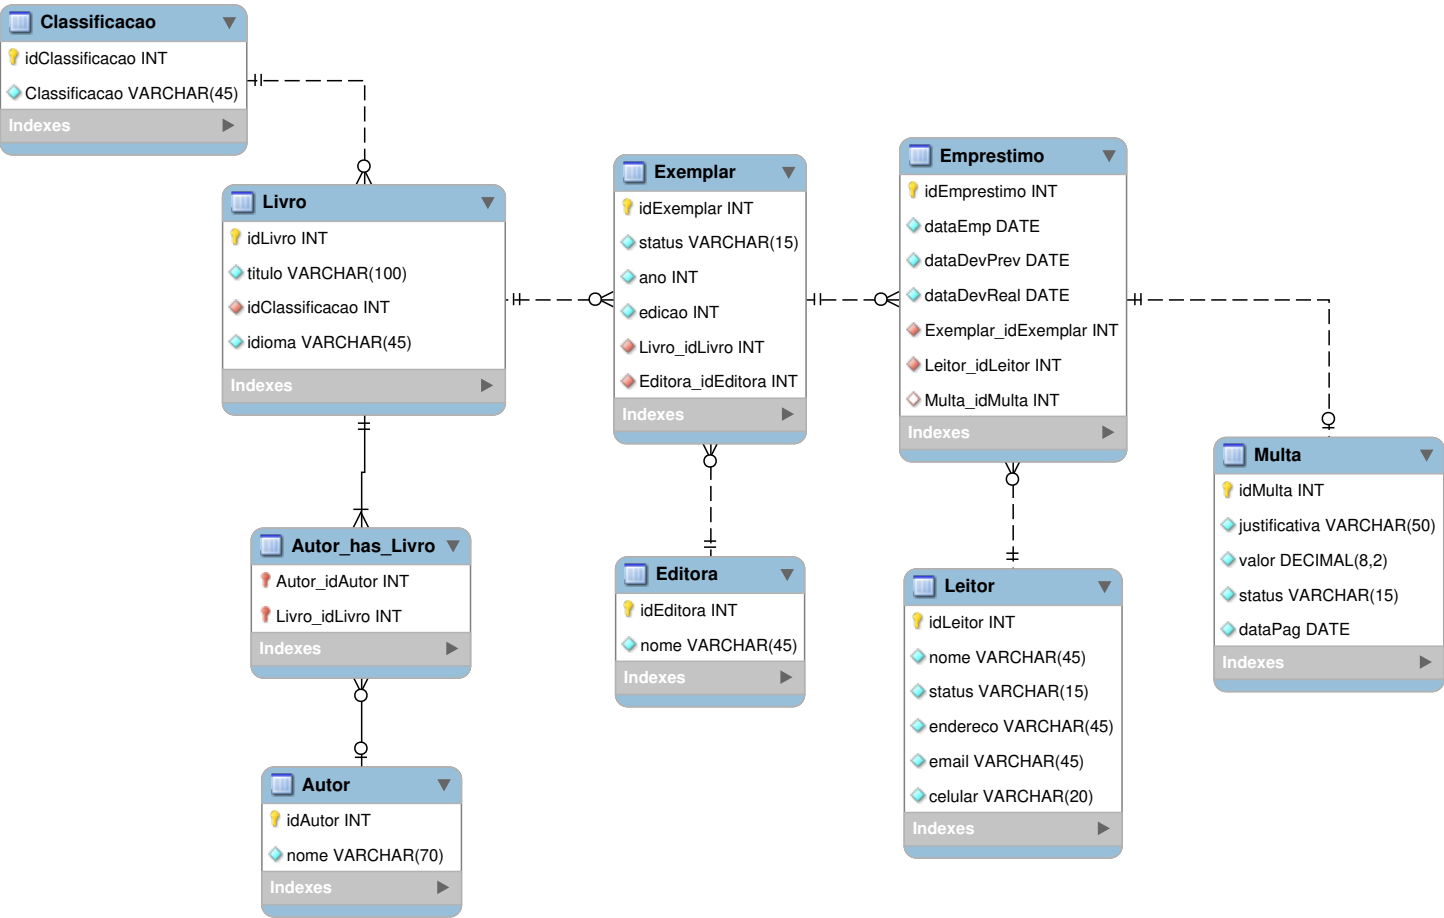 Classificacao
idClassificacao INT
Classificacao VARCHAR(45)
Indexes
Livro
idLivro INT
titulo VARCHAR(100)
idClassificacao INT
idioma VARCHAR(45)
Indexes
Autor_has_Livro
Autor_idAutor INT
Livro_idLivro INT
Indexes
Autor
idAutor INT
nome VARCHAR(70)
Indexes
Exemplar
idExemplar INT
status VARCHAR(15)
ano INT
edicao INT
Livro_idLivro INT
Editora_idEditora INT
Indexes
Editora
idEditora INT
nome VARCHAR(45)
Indexes
Emprestimo
idEmprestimo INT
dataEmp DATE
dataDevPrev DATE
dataDevReal DATE
Exemplar_idExemplar INT
Leitor_idLeitor INT
Multa_idMulta INT
Indexes
Leitor
idLeitor INT
nome VARCHAR(45)
status VARCHAR(15)
endereco VARCHAR(45)
email VARCHAR(45)
celular VARCHAR(20)
Indexes
Multa
idMulta INT
justificativa VARCHAR(50)
valor DECIMAL(8,2)
status VARCHAR(15)
dataPag DATE
Indexes